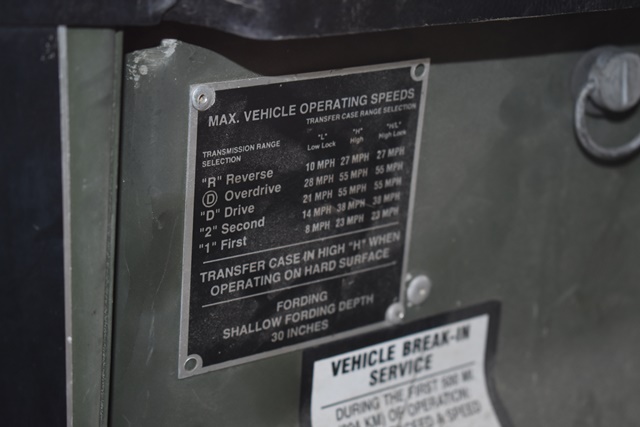 MAX. VEHICLE OPERATING SPEEDS
TRANSFER CASE RANGE SELECTION
TRANSMISSION RANGE SELECTION "L" Low Lock "H" High "H/L" High Lock
"R" Reverse 10 MPH 27 MPH 27 MPH
Ⓓ Overdrive 28 MPH 55 MPH 55 MPH
"D" Drive 21 MPH 55 MPH 55 MPH
"2" Second 14 MPH 38 MPH 38 MPH
"1" First 8 MPH 23 MPH 23 MPH
TRANSFER CASE IN HIGH "H" WHEN
OPERATING ON HARD SURFACE
FORDING
SHALLOW FORDING DEPTH
30 INCHES
VEHICLE BREAK-IN
SERVICE
DURING THE FIRST 500 MI.
KM) OF OPERATION:
& SPEED